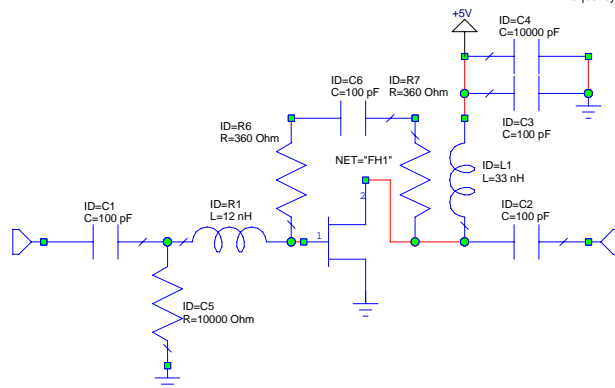 +5V
ID=C4
C=10000 pF
ID=C6
C=100 pF
ID=R7
R=360 Ohm
ID=R6
R=360 Ohm
ID=C3
C=100 pF
NET="FH1"
ID=L1
L=33 nH
2
ID=C1
C=100 pF
ID=R1
L=12 nH
1
ID=C2
C=100 pF
ID=C5
R=10000 Ohm